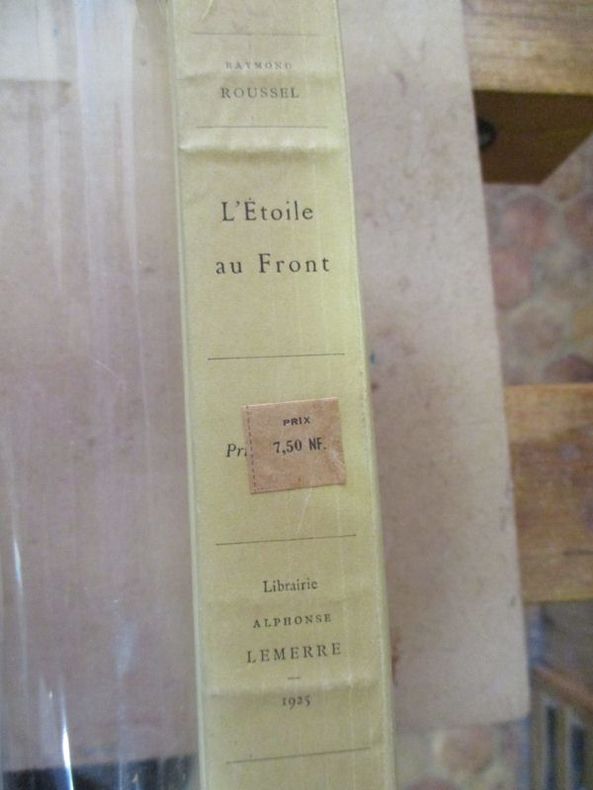 RAYMOND
ROUSSEL
L'Étoile
au Front
PRIX
7,50 NF.
Librairie
ALPHONSE
LEMERRE
1925